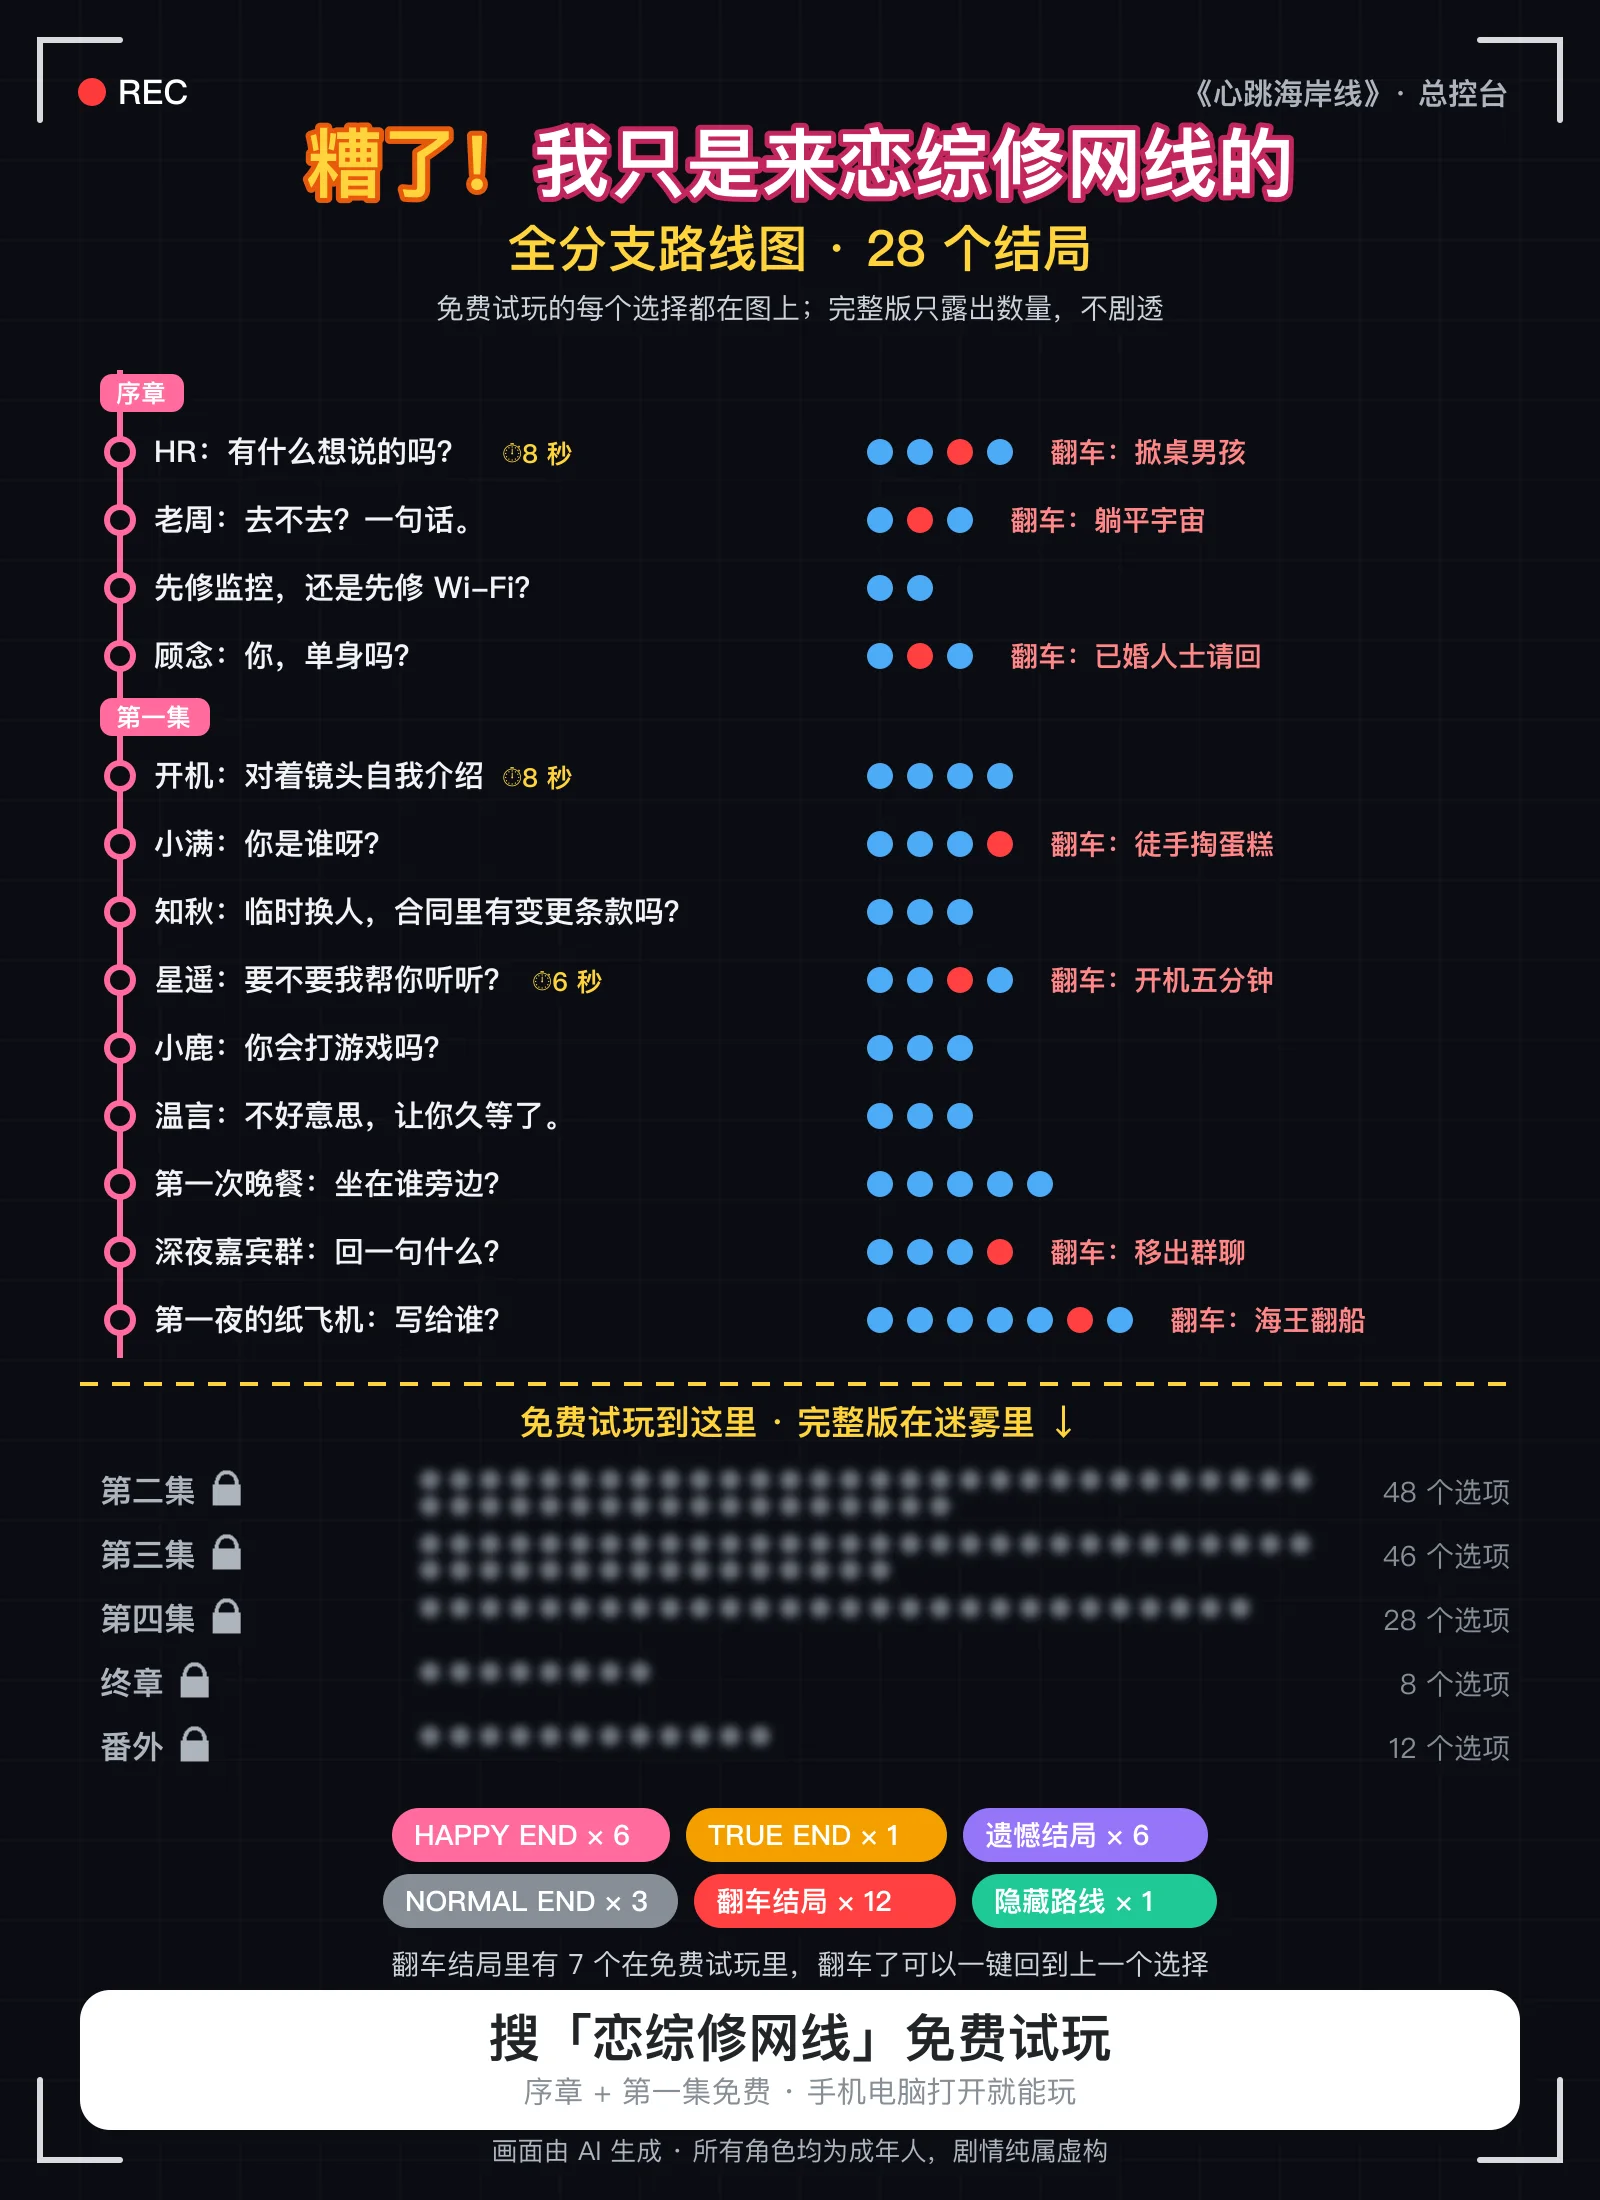 REC
《心跳海岸线》· 总控台
糟了！我只是来恋综修网线的
全分支路线图 · 28 个结局
免费试玩的每个选择都在图上；完整版只露出数量，不剧透
序章
HR：有什么想说的吗？ ⏱8 秒 翻车：掀桌男孩
老周：去不去？一句话。 翻车：躺平宇宙
先修监控，还是先修 Wi-Fi？
顾念：你，单身吗？ 翻车：已婚人士请回
第一集
开机：对着镜头自我介绍 ⏱8 秒
小满：你是谁呀？ 翻车：徒手掏蛋糕
知秋：临时换人，合同里有变更条款吗？
星遥：要不要我帮你听听？ ⏱6 秒 翻车：开机五分钟
小鹿：你会打游戏吗？
温言：不好意思，让你久等了。
第一次晚餐：坐在谁旁边？
深夜嘉宾群：回一句什么？ 翻车：移出群聊
第一夜的纸飞机：写给谁？ 翻车：海王翻船
免费试玩到这里 · 完整版在迷雾里 ↓
第二集 48 个选项
第三集 46 个选项
第四集 28 个选项
终章 8 个选项
番外 12 个选项
HAPPY END × 6 TRUE END × 1 遗憾结局 × 6
NORMAL END × 3 翻车结局 × 12 隐藏路线 × 1
翻车结局里有 7 个在免费试玩里，翻车了可以一键回到上一个选择
搜「恋综修网线」免费试玩
序章 + 第一集免费 · 手机电脑打开就能玩
画面由 AI 生成 · 所有角色均为成年人，剧情纯属虚构